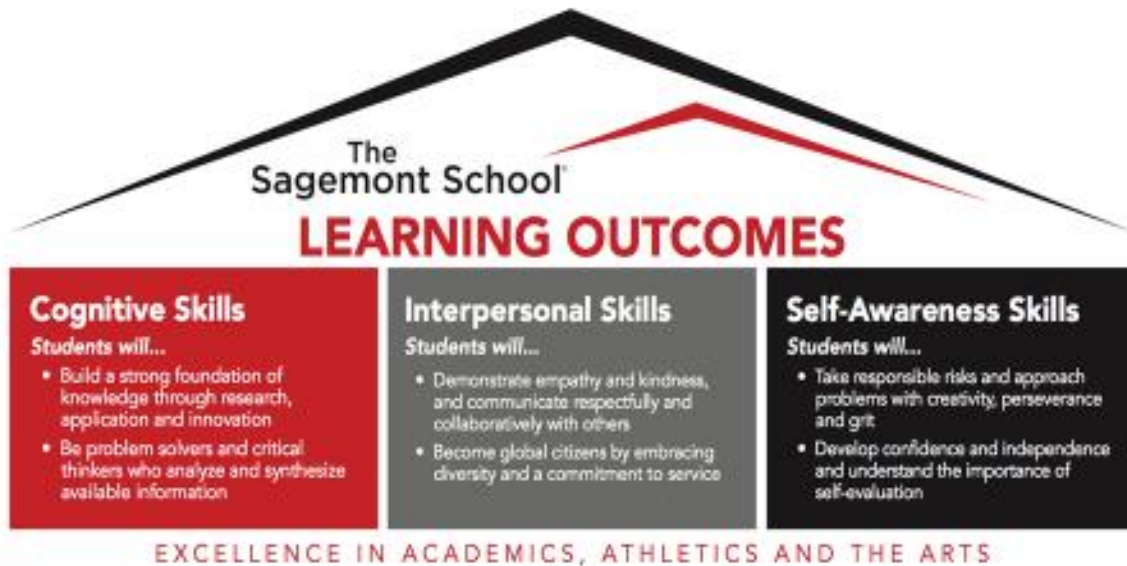 The
Sagemont School
LEARNING OUTCOMES
Cognitive Skills
Students will...
• Build a strong foundation of
knowledge through research,
application and innovation
• Be problem solvers and critical
thinkers who analyze and synthesize
available information
Interpersonal Skills
Students will...
• Demonstrate empathy and kindness,
and communicate respectfully and
collaboratively with others
• Become global citizens by embracing
diversity and a commitment to service
Self-Awareness Skills
Students will...
• Take responsible risks and approach
problems with creativity, perseverance
and grit
• Develop confidence and independence
and understand the importance of
self-evaluation
EXCELLENCE IN ACADEMICS, ATHLETICS AND THE ARTS